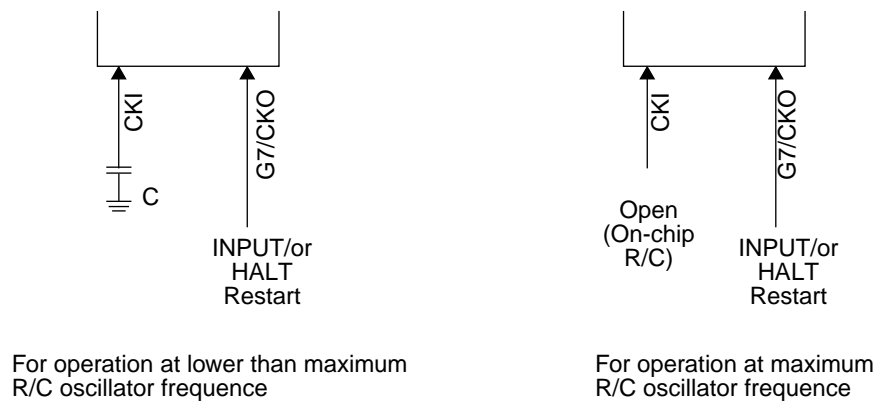 CKI
G7/CKO
C
INPUT/or
HALT
Restart
For operation at lower than maximum
R/C oscillator frequence
CKI
G7/CKO
Open
(On-chip
R/C)
INPUT/or
HALT
Restart
For operation at maximum
R/C oscillator frequence